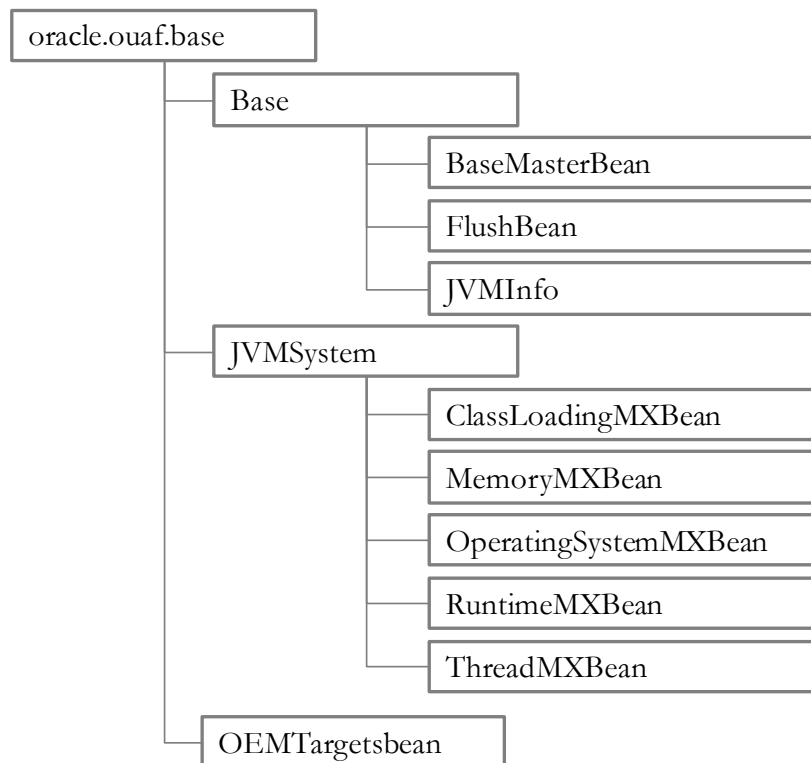 oracle.ouaf.base
Base
BaseMasterBean
FlushBean
JVMInfo
JVMSystem
ClassLoadingMXBean
MemoryMXBean
OperatingSystemMXBean
RuntimeMXBean
ThreadMXBean
OEMTargetsbean